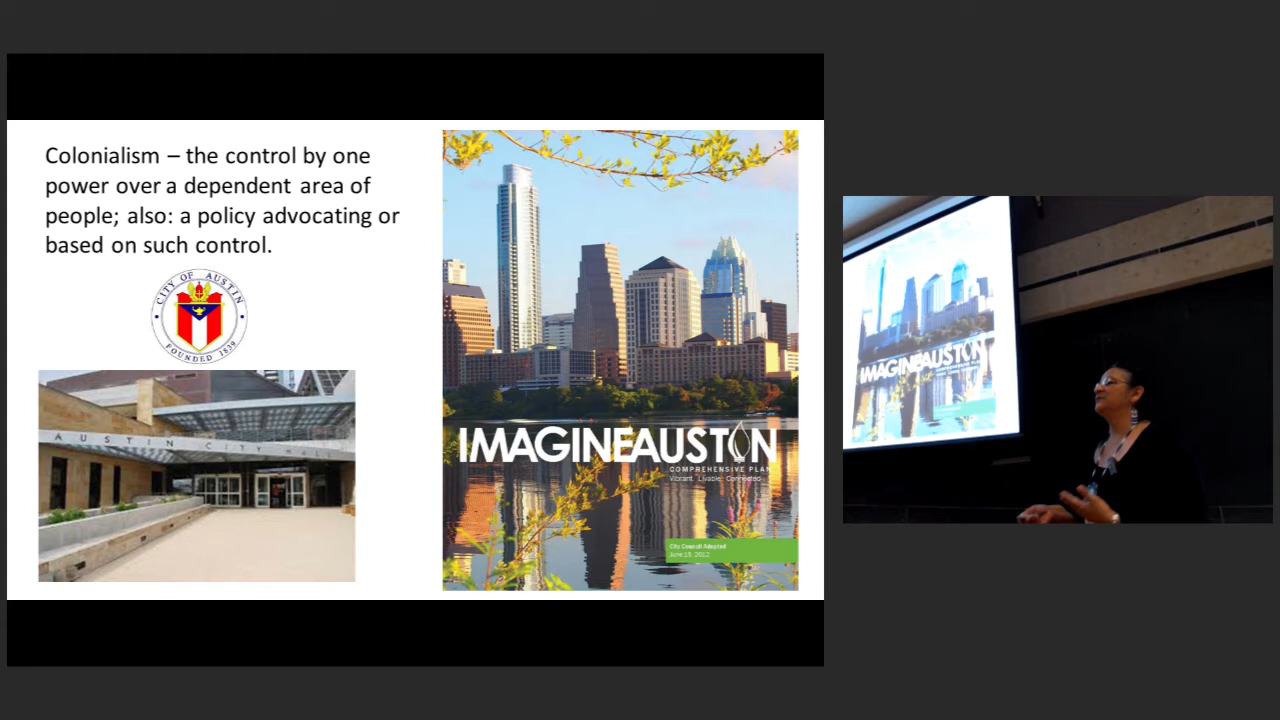 Colonialism – the control by one
power over a dependent area of
people; also: a policy advocating or
based on such control.
CITY OF AUSTIN
FOUNDED 1839
AUSTIN CITY HALL
IMAGINEAUSTIN
COMPREHENSIVE PLAN
Vibrant. Livable. Connected.
City Council Adopted
June 15, 2012
IMAGINEAUSTIN